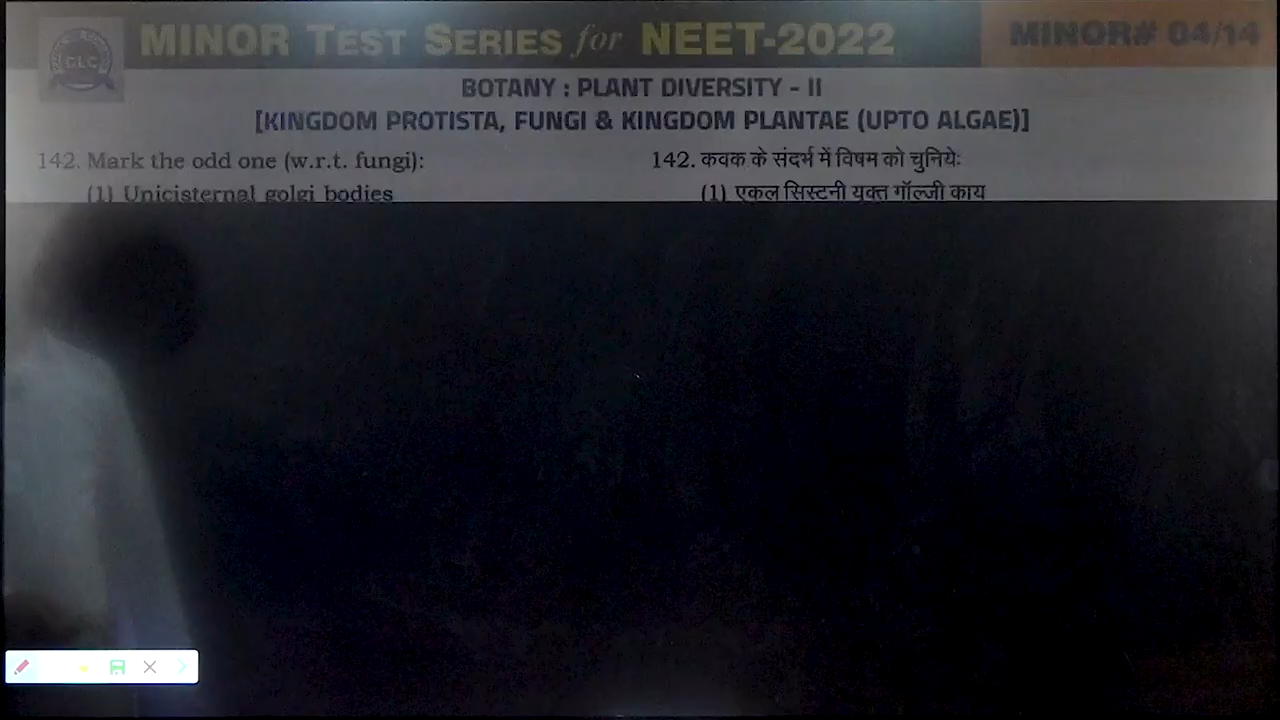 MINOR TEST SERIES for NEET-2022
MINOR# 04/14
CLC
BOTANY : PLANT DIVERSITY - II
[KINGDOM PROTISTA, FUNGI & KINGDOM PLANTAE (UPTO ALGAE)]
142. Mark the odd one (w.r.t. fungi):
(1) Unicisternal golgi bodies
142. कवक के संदर्भ में विषम को चुनिये:
(1) एकल सिस्टनी युक्त गॉल्जी काय